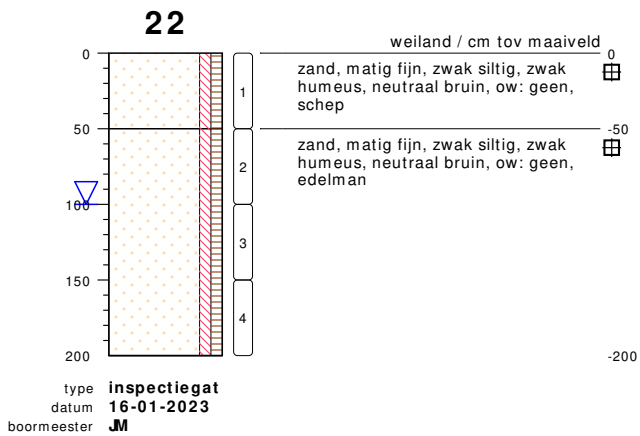 22
weiland / cm tov maaiveld
0
0
zand, matig fijn, zwak siltig, zwak
humeus, neutraal bruin, ow: geen,
schep
1
50
-50
zand, matig fijn, zwak siltig, zwak
humeus, neutraal bruin, ow: geen,
edelman
2
100
3
150
4
200
-200
type inspectiegat
datum 16-01-2023
boormeester JM